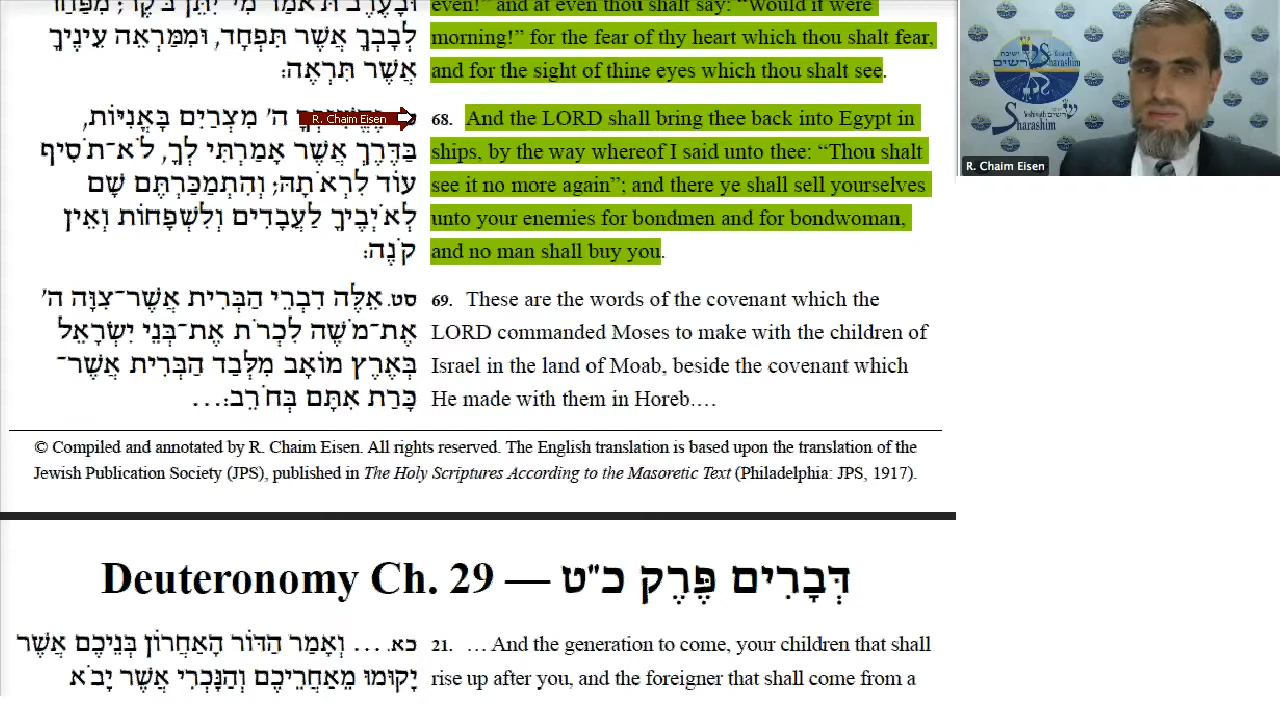 even!” and at even thou shalt say: “Would it were
לְבָבְךָ אֲשֶׁר תִּפְחָד, וּמִמַּרְאֵה עֵינֶיךָ
morning!” for the fear of thy heart which thou shalt fear,
אֲשֶׁר תִּרְאֶה:
and for the sight of thine eyes which thou shalt see.
ה' מִצְרַיִם בָּאֳנִיּוֹת,
R. Chaim Eisen
68. And the LORD shall bring thee back into Egypt in
בַּדֶּרֶךְ אֲשֶׁר אָמַרְתִּי לְךָ, לֹא־תֹסִיף
ships, by the way whereof I said unto thee: “Thou shalt
עוֹד לִרְאֹתָהּ; וְהִתְמַכַּרְתֶּם שָׁם
see it no more again”; and there ye shall sell yourselves
לְאֹיְבֶיךָ לַעֲבָדִים וְלִשְׁפָחוֹת וְאֵין
unto your enemies for bondmen and for bondwoman,
קֹנֶה:
and no man shall buy you.
סט. אֵלֶּה דִבְרֵי הַבְּרִית אֲשֶׁר־צִוָּה ה'
69. These are the words of the covenant which the
אֶת־מֹשֶׁה לִכְרֹת אֶת־בְּנֵי יִשְׂרָאֵל
LORD commanded Moses to make with the children of
בְּאֶרֶץ מוֹאָב מִלְּבַד הַבְּרִית אֲשֶׁר־
Israel in the land of Moab, beside the covenant which
כָּרַת אִתָּם בְּחֹרֵב:...
He made with them in Horeb....
© Compiled and annotated by R. Chaim Eisen. All rights reserved. The English translation is based upon the translation of the
Jewish Publication Society (JPS), published in The Holy Scriptures According to the Masoretic Text (Philadelphia: JPS, 1917).
Deuteronomy Ch. 29 — דְּבָרִים פֶּרֶק כ"ט
כא. ... וְאָמַר הַדּוֹר הָאַחֲרוֹן בְּנֵיכֶם אֲשֶׁר
21. ... And the generation to come, your children that shall
יָקוּמוּ מֵאַחֲרֵיכֶם וְהַנָּכְרִי אֲשֶׁר יָבֹא
rise up after you, and the foreigner that shall come from a
Sharashim
R. Chaim Eisen